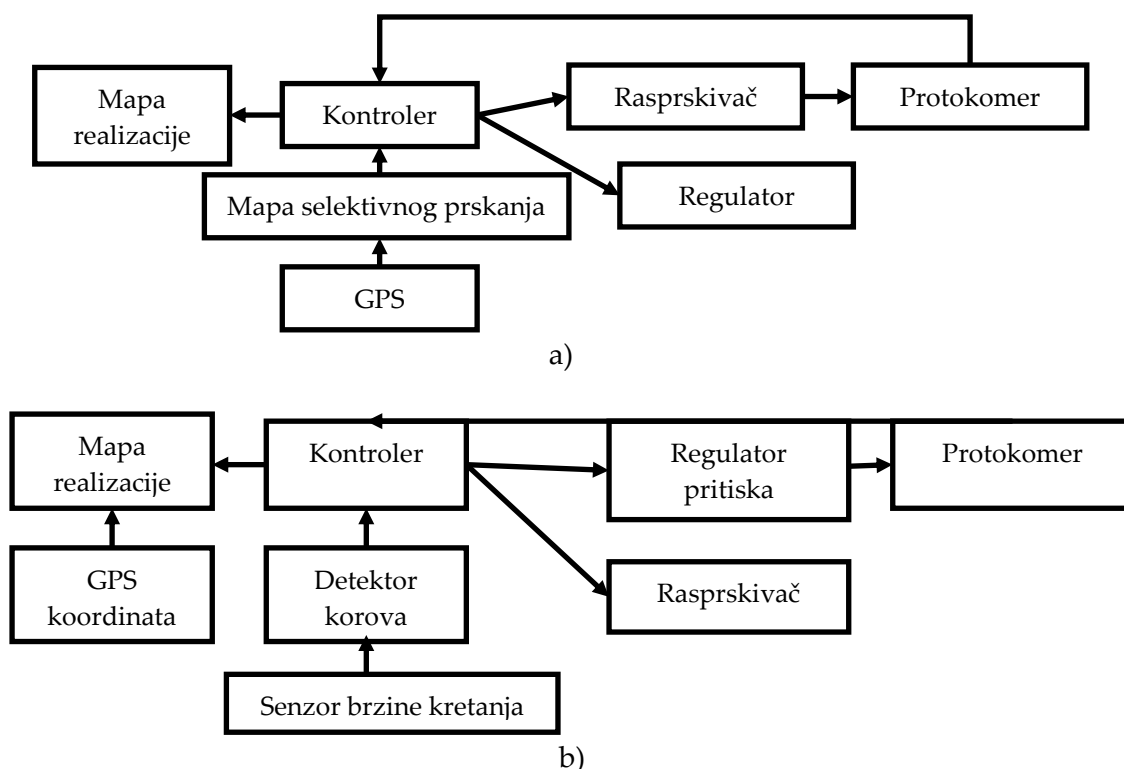 Mapa
realizacije
Kontroler
Rasprskivač
Protokomer
Mapa selektivnog prskanja
Regulator
GPS
a)
Mapa
realizacije
Kontroler
Regulator
pritiska
Protokomer
GPS
koordinata
Detektor
korova
Rasprskivač
Senzor brzine kretanja
b)